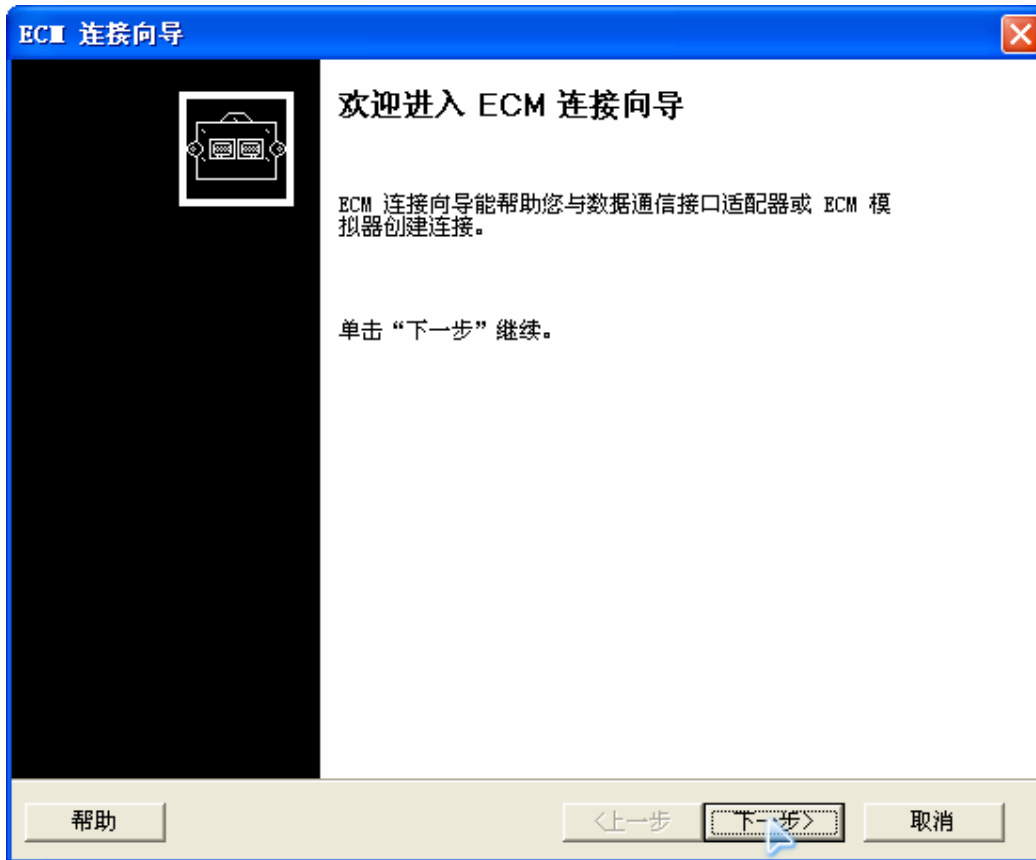 ECM 连接向导
欢迎进入 ECM 连接向导
ECM 连接向导能帮助您与数据通信接口适配器或 ECM 模
拟器创建连接。
单击“下一步”继续。
帮助
<上一步
下一步>
取消